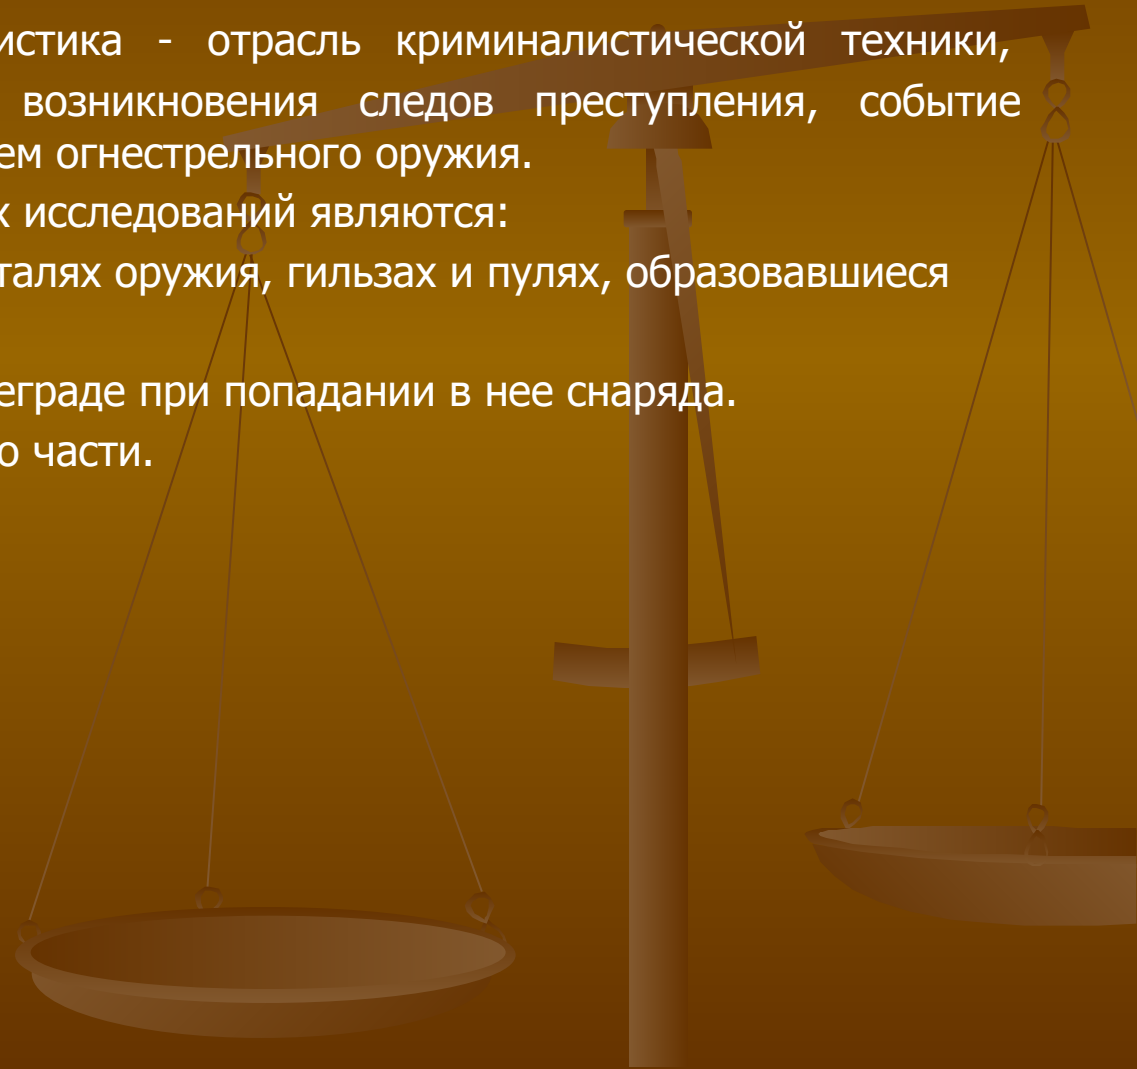 истика - отрасль криминалистической техники,
возникновения следов преступления, событие
ем огнестрельного оружия.
х исследований являются:
талях оружия, гильзах и пулях, образовавшиеся
еграде при попадании в нее снаряда.
о части.